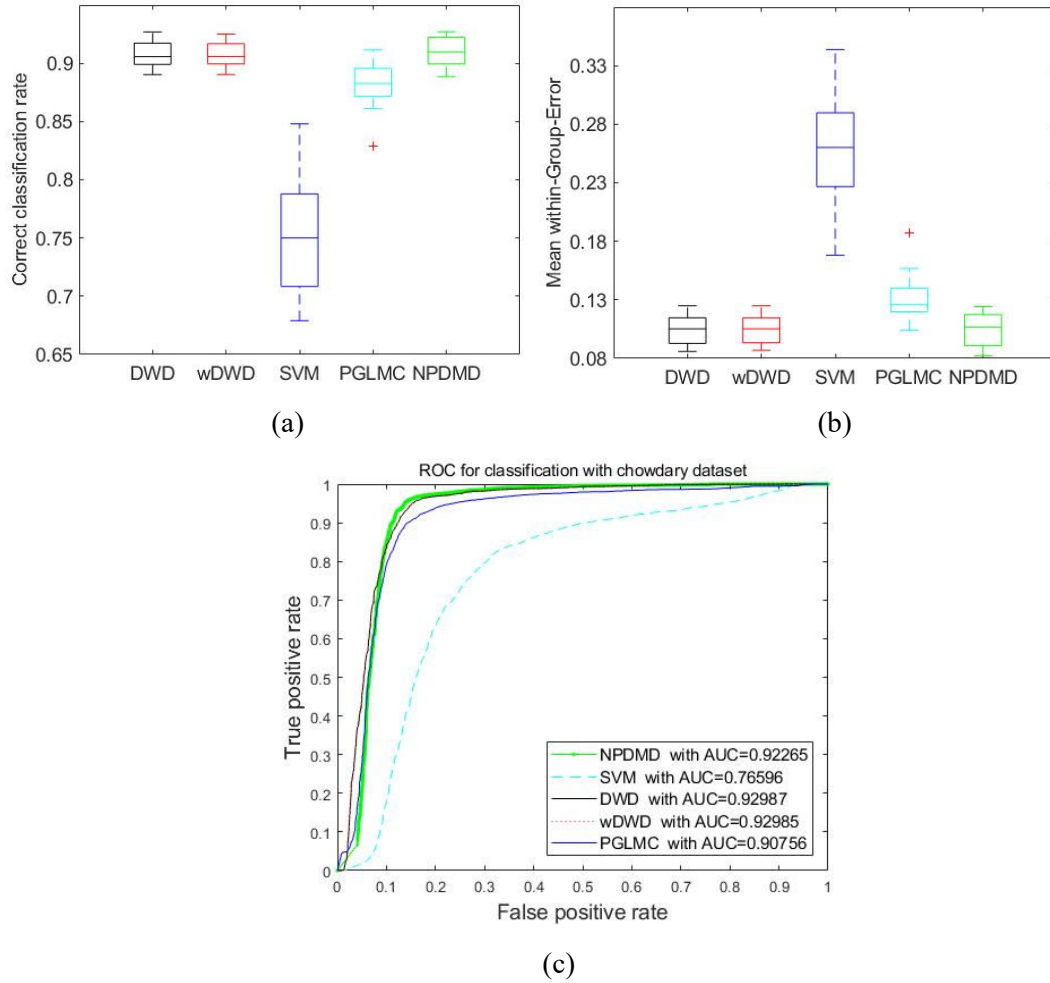 Correct classification rate
0.9
0.85
0.8
0.75
0.7
0.65
DWD wDWD SVM PGLMC NPDMD
(a)
Mean within-Group-Error
0.33
0.28
0.23
0.18
0.13
0.08
DWD wDWD SVM PGLMC NPDMD
(b)
ROC for classification with chowdary dataset
True positive rate
1
0.9
0.8
0.7
0.6
0.5
0.4
0.3
0.2
0.1
0
NPDMD with AUC=0.92265
SVM with AUC=0.76596
DWD with AUC=0.92987
wDWD with AUC=0.92985
PGLMC with AUC=0.90756
0 0.1 0.2 0.3 0.4 0.5 0.6 0.7 0.8 0.9 1
False positive rate
(c)